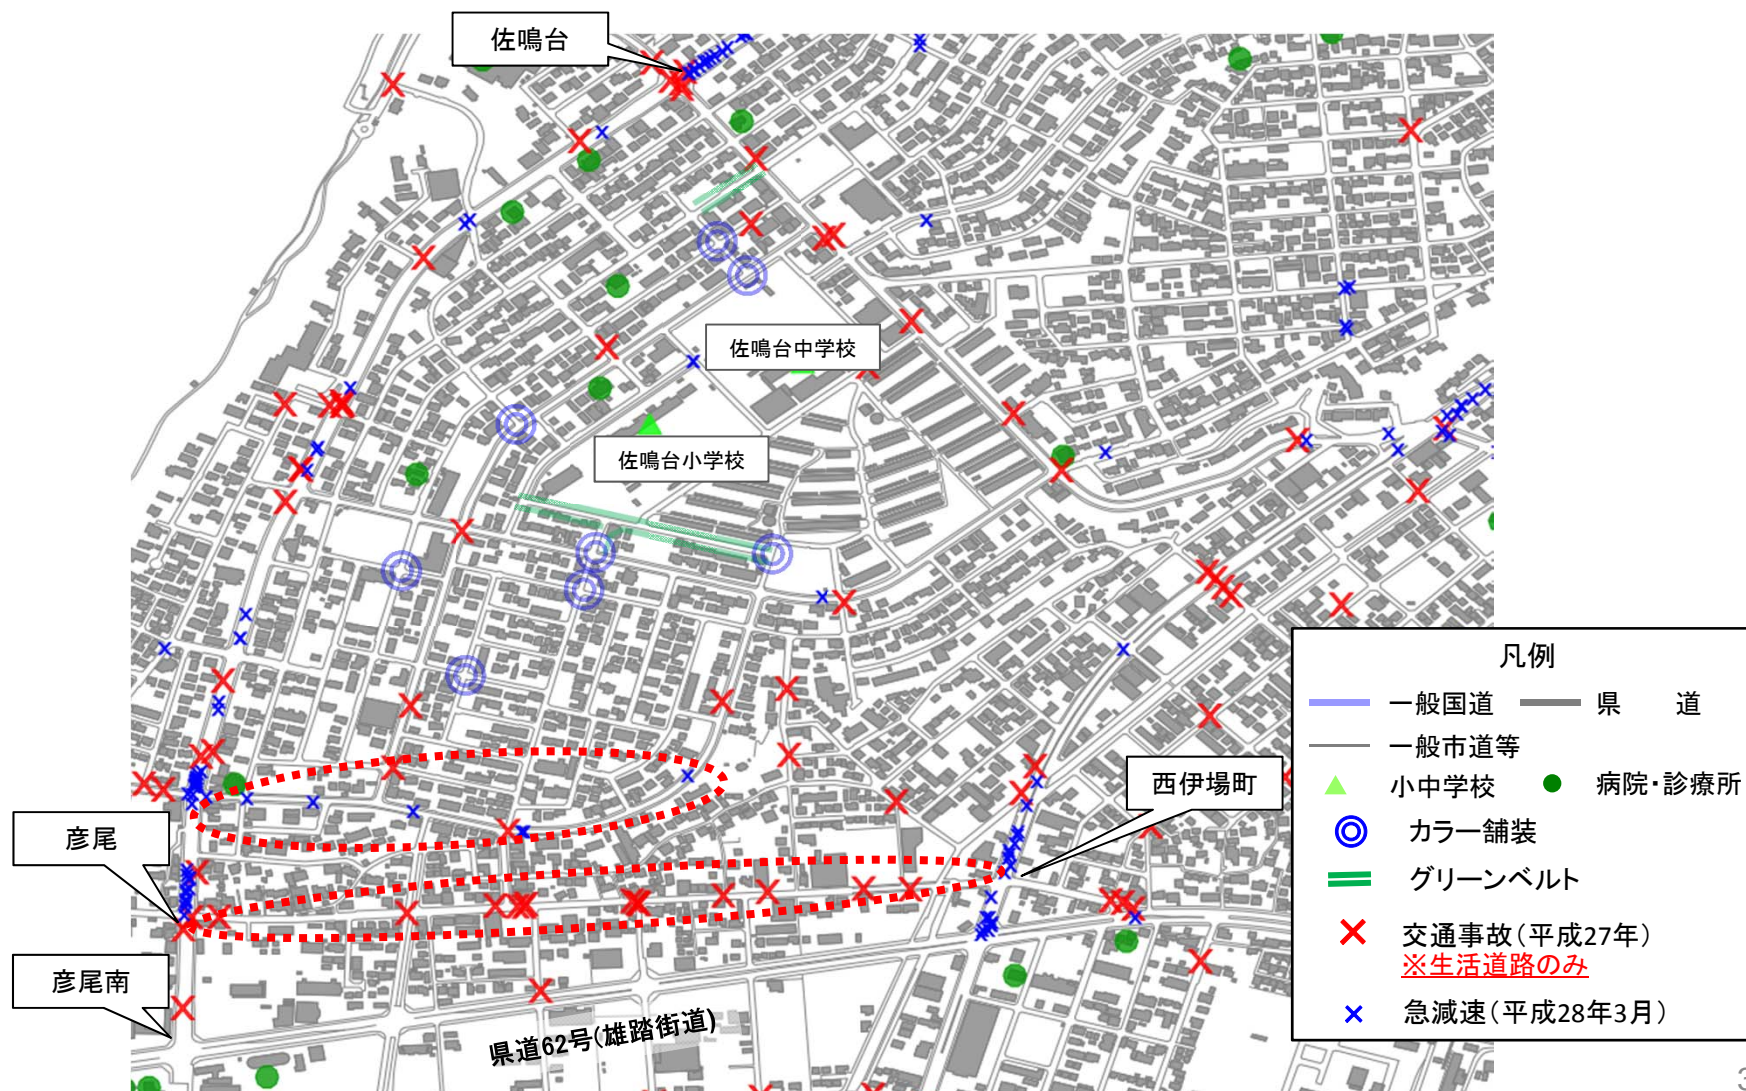 佐鳴台
佐鳴台中学校
佐鳴台小学校
西伊場町
彦尾
彦尾南
県道62号(雄踏街道)
凡例
一般国道 県 道
一般市道等
小中学校 病院・診療所
カラー舗装
グリーンベルト
交通事故(平成27年)
※生活道路のみ
急減速(平成28年3月)
3